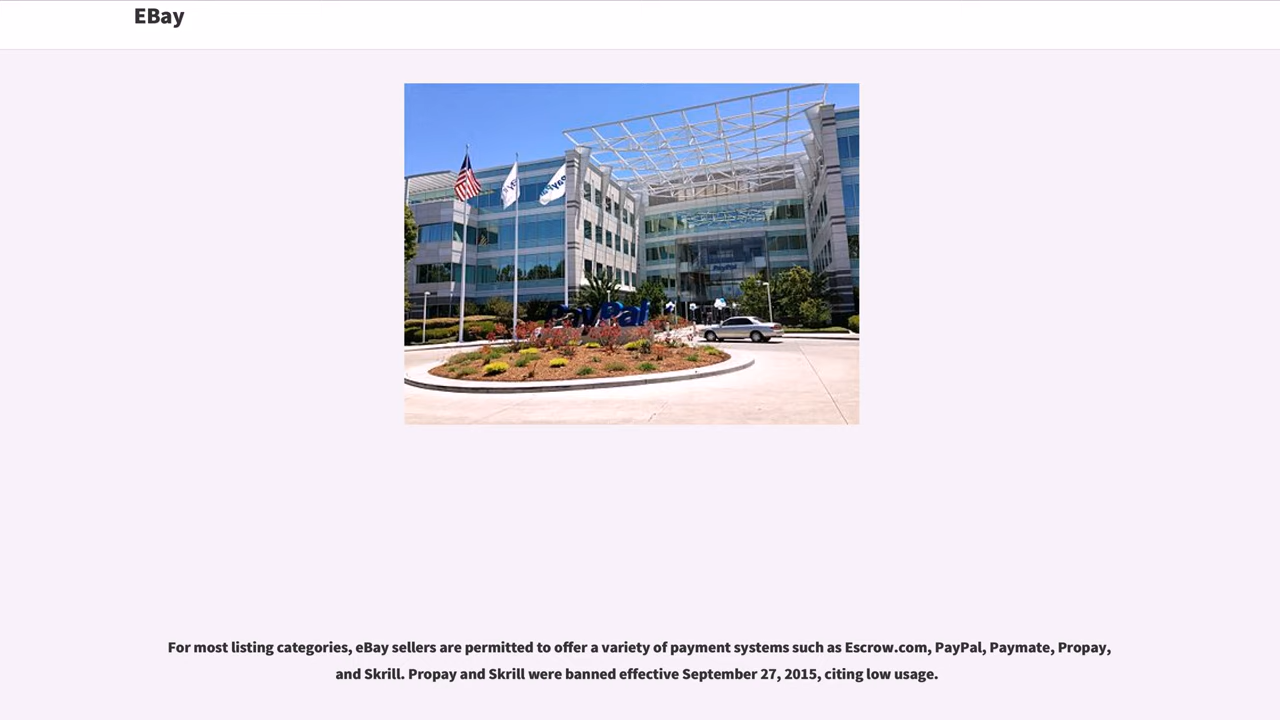 EBay
PayPal
For most listing categories, eBay sellers are permitted to offer a variety of payment systems such as Escrow.com, PayPal, Paymate, Propay,
and Skrill. Propay and Skrill were banned effective September 27, 2015, citing low usage.